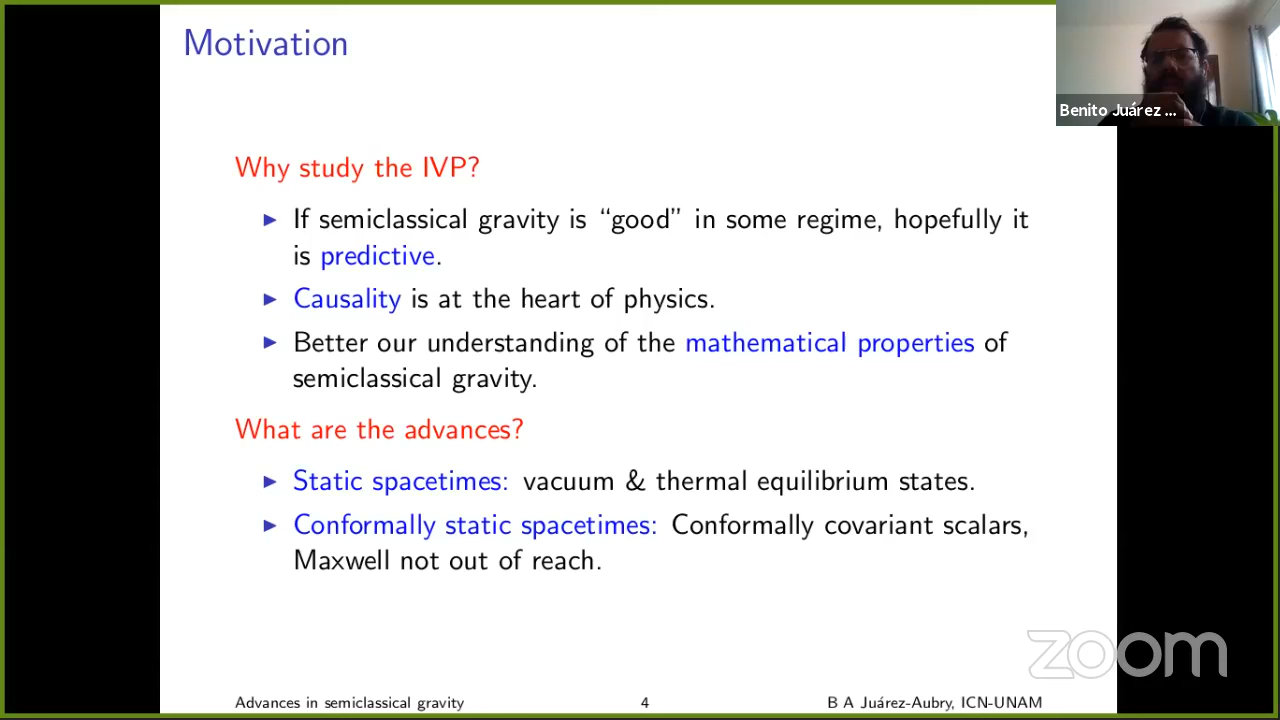 Motivation
Benito Juárez ...
Why study the IVP?
▶ If semiclassical gravity is “good” in some regime, hopefully it
is predictive.
▶ Causality is at the heart of physics.
▶ Better our understanding of the mathematical properties of
semiclassical gravity.
What are the advances?
▶ Static spacetimes: vacuum & thermal equilibrium states.
▶ Conformally static spacetimes: Conformally covariant scalars,
Maxwell not out of reach.
zoom
Advances in semiclassical gravity 4 B A Juárez-Aubry, ICN-UNAM